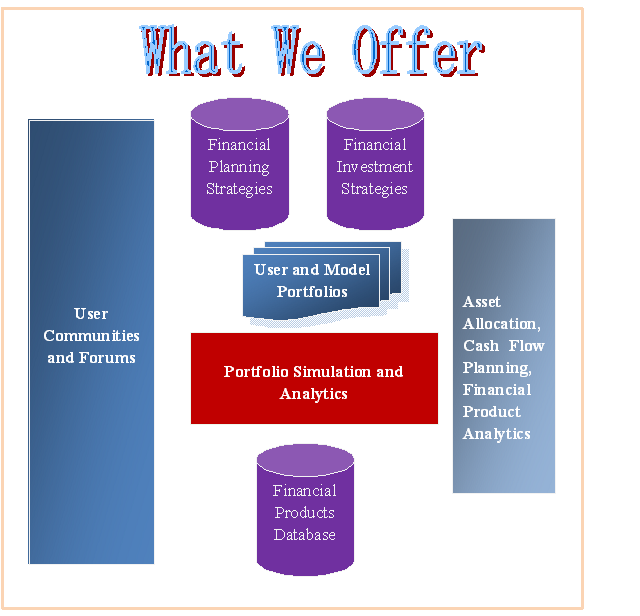 What We Offer
Financial
Planning
Strategies
Financial
Investment
Strategies
User and Model
Portfolios
User
Communities
and Forums
Portfolio Simulation and
Analytics
Asset
Allocation,
Cash Flow
Planning,
Financial
Product
Analytics
Financial
Products
Database